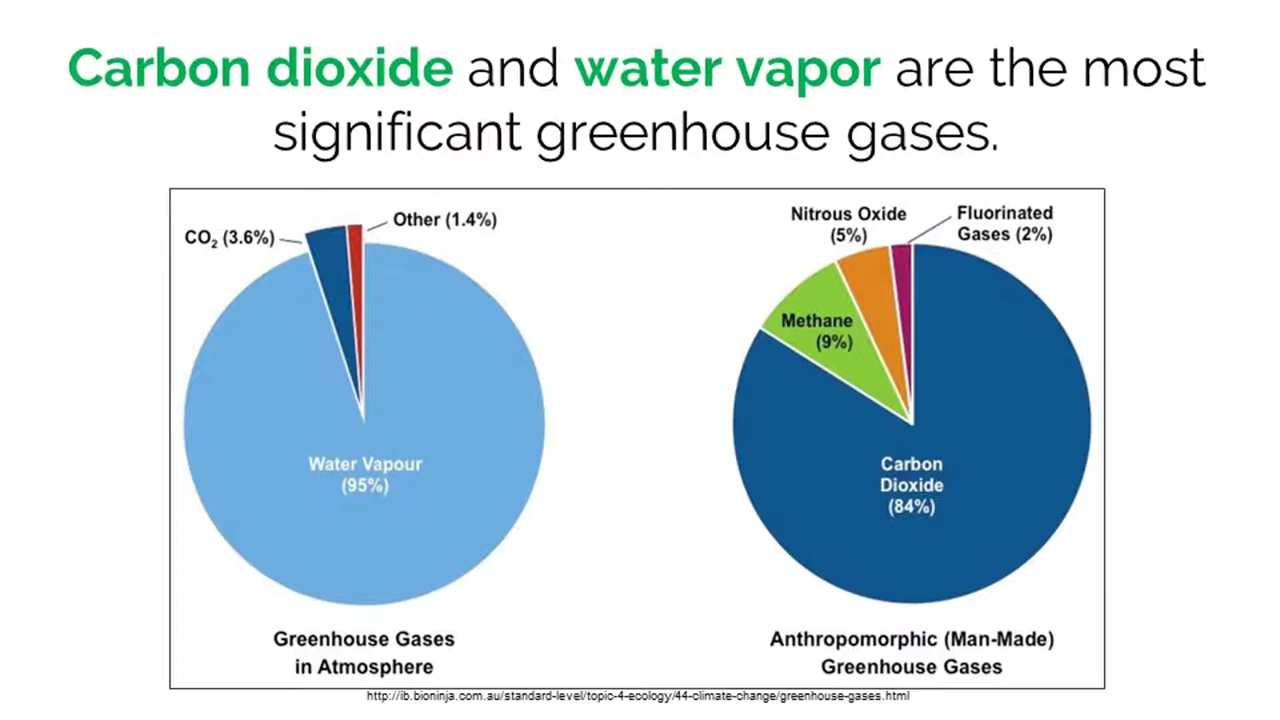 Carbon dioxide and water vapor are the most
significant greenhouse gases.
CO₂ (3.6%)
Other (1.4%)
Water Vapour
(95%)
Greenhouse Gases
in Atmosphere
Nitrous Oxide
(5%)
Fluorinated
Gases (2%)
Methane
(9%)
Carbon
Dioxide
(84%)
Anthropomorphic (Man-Made)
Greenhouse Gases
http://ib.bioninja.com.au/standard-level/topic-4-ecology/44-climate-change/greenhouse-gases.html